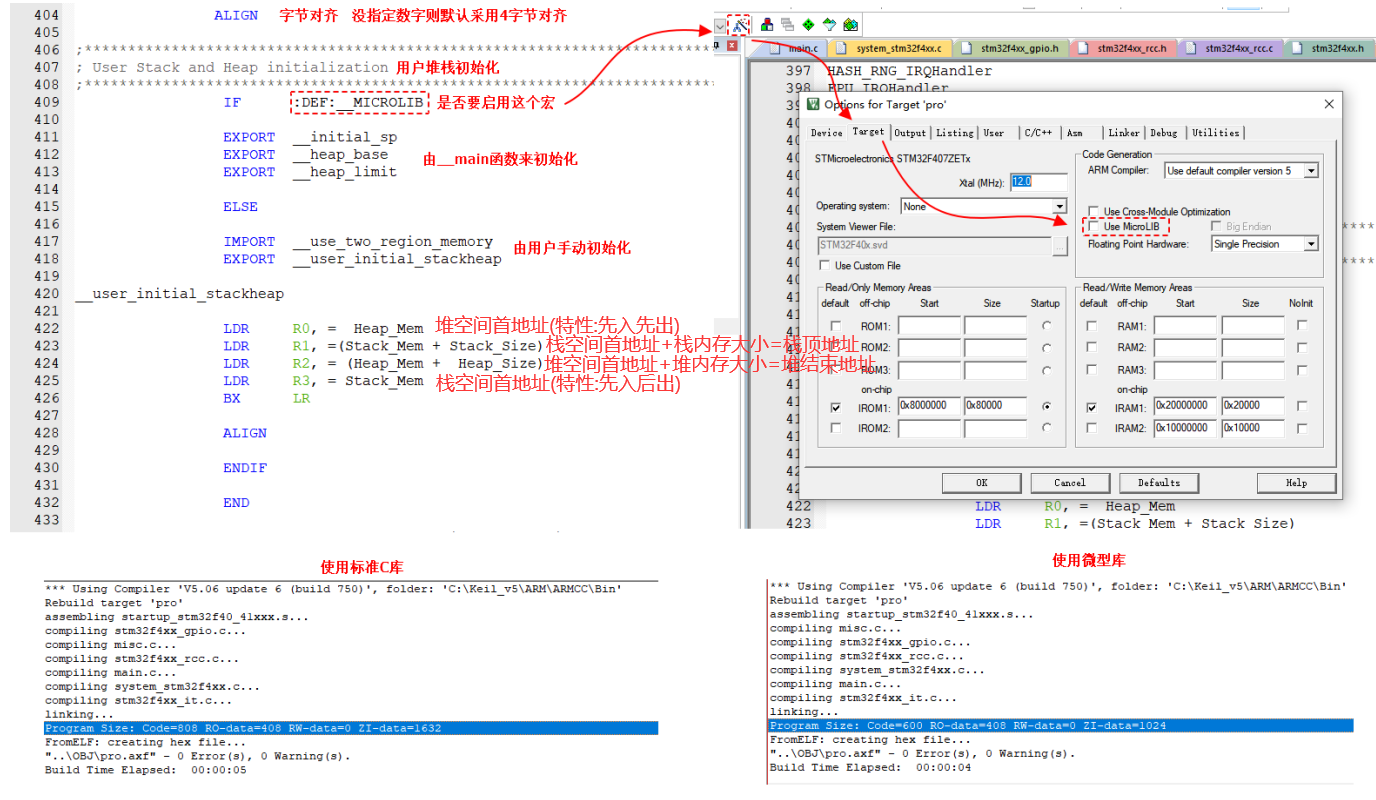 404 ALIGN 字节对齐 没指定数字则默认采用4字节对齐
405
406 ;*******************************************************************************
407 ; User Stack and Heap initialization 用户堆栈初始化
408 ;*******************************************************************************
409 IF :DEF:__MICROLIB 是否要启用这个宏
410
411 EXPORT __initial_sp
412 EXPORT __heap_base 由__main函数来初始化
413 EXPORT __heap_limit
414
415 ELSE
416
417 IMPORT __use_two_region_memory 由用户手动初始化
418 EXPORT __user_initial_stackheap
419
420 __user_initial_stackheap
421
422 LDR R0, = Heap_Mem 堆空间首地址(特性:先入先出)
423 LDR R1, =(Stack_Mem + Stack_Size) 栈空间首地址+栈内存大小=栈顶地址
424 LDR R2, = (Heap_Mem + Heap_Size) 堆空间首地址+堆内存大小=堆结束地址
425 LDR R3, = Stack_Mem 栈空间首地址(特性:先入后出)
426 BX LR
427
428 ALIGN
429
430 ENDIF
431
432 END
433
main.c system_stm32f4xx.c stm32f4xx_gpio.h stm32f4xx_rcc.h stm32f4xx_rcc.c stm32f4xx.h
397 HASH_RNG_IRQHandler
398 FPU_IRQHandler
Options for Target 'pro'
Device Target Output Listing User C/C++ Asm Linker Debug Utilities
STMicroelectronics STM32F407ZETx
Xtal (MHz): 12.0
Operating system: None
System Viewer File:
STM32F40x.svd ...
Use Custom File
Code Generation
ARM Compiler: Use default compiler version 5
Use Cross-Module Optimization
Use MicroLIB Big Endian
Floating Point Hardware: Single Precision
Read/Only Memory Areas
default off-chip Start Size Startup
ROM1:
ROM2:
ROM3:
on-chip
IROM1: 0x8000000 0x80000
IROM2:
Read/Write Memory Areas
default off-chip Start Size NoInit
RAM1:
RAM2:
RAM3:
on-chip
IRAM1: 0x20000000 0x20000
IRAM2: 0x10000000 0x10000
OK Cancel Defaults Help
422 LDR R0, = Heap_Mem
423 LDR R1, =(Stack_Mem + Stack_Size)
使用标准C库
*** Using Compiler 'V5.06 update 6 (build 750)', folder: 'C:\Keil_v5\ARM\ARMCC\Bin'
Rebuild target 'pro'
assembling startup_stm32f40_41xxx.s...
compiling stm32f4xx_gpio.c...
compiling misc.c...
compiling stm32f4xx_rcc.c...
compiling main.c...
compiling system_stm32f4xx.c...
compiling stm32f4xx_it.c...
linking...
Program Size: Code=808 RO-data=408 RW-data=0 ZI-data=1632
FromELF: creating hex file...
"..\OBJ\pro.axf" - 0 Error(s), 0 Warning(s).
Build Time Elapsed: 00:00:05
使用微型库
*** Using Compiler 'V5.06 update 6 (build 750)', folder: 'C:\Keil_v5\ARM\ARMCC\Bin'
Rebuild target 'pro'
assembling startup_stm32f40_41xxx.s...
compiling misc.c...
compiling stm32f4xx_gpio.c...
compiling stm32f4xx_rcc.c...
compiling system_stm32f4xx.c...
compiling main.c...
compiling stm32f4xx_it.c...
linking...
Program Size: Code=600 RO-data=408 RW-data=0 ZI-data=1024
FromELF: creating hex file...
"..\OBJ\pro.axf" - 0 Error(s), 0 Warning(s).
Build Time Elapsed: 00:00:04